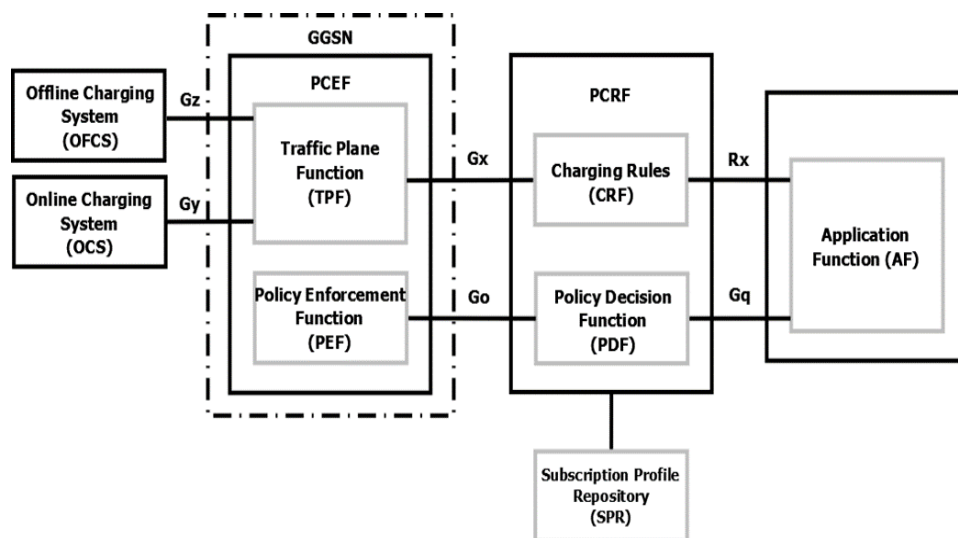 GGSN
PCEF
PCRF
Offline Charging
System
(OFCS)
Gz
Traffic Plane
Function
(TPF)
Gx
Charging Rules
(CRF)
Rx
Online Charging
System
(OCS)
Gy
Application
Function (AF)
Policy Enforcement
Function
(PEF)
Go
Policy Decision
Function
(PDF)
Gq
Subscription Profile
Repository
(SPR)